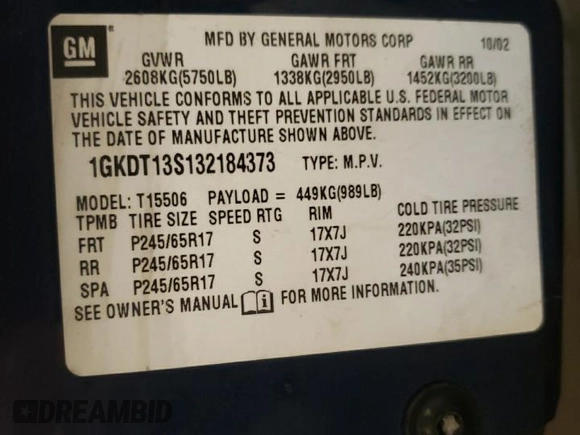 GM
MFD BY GENERAL MOTORS CORP 10/02
GVWR GAWR FRT GAWR RR
2608KG(5750LB) 1338KG(2950LB) 1452KG(3200LB)
THIS VEHICLE CONFORMS TO ALL APPLICABLE U.S. FEDERAL MOTOR
VEHICLE SAFETY AND THEFT PREVENTION STANDARDS IN EFFECT ON
THE DATE OF MANUFACTURE SHOWN ABOVE.
1GKDT13S132184373 TYPE: M.P.V.
MODEL: T15506 PAYLOAD = 449KG(989LB)
TPMB TIRE SIZE SPEED RTG RIM COLD TIRE PRESSURE
FRT P245/65R17 S 17X7J 220KPA(32PSI)
RR P245/65R17 S 17X7J 220KPA(32PSI)
SPA P245/65R17 S 17X7J 240KPA(35PSI)
SEE OWNER'S MANUAL FOR MORE INFORMATION.
DREAMBID